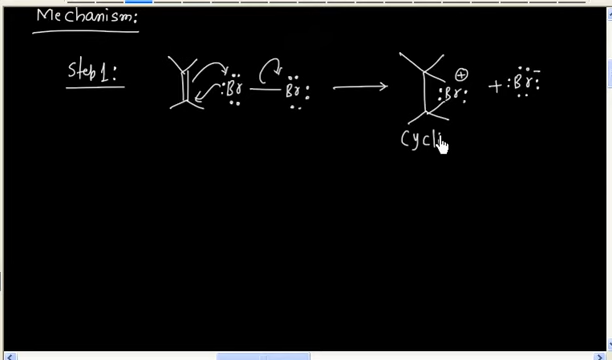 Mechanism:
Step 1: :Br — Br: ⟶ :Br: ⊕ + :Br:⁻
Cycli